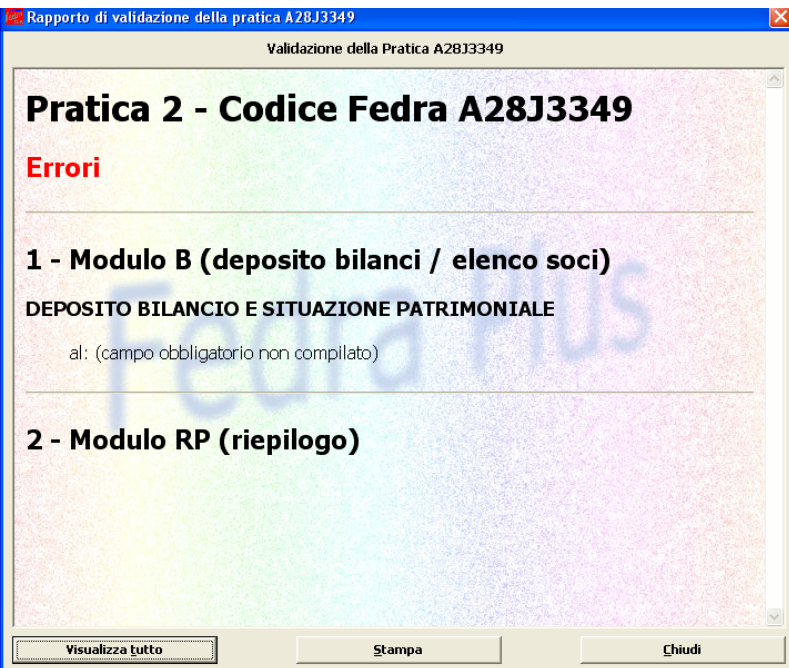 Rapporto di validazione della pratica A28J3349
Validazione della Pratica A28J3349
Pratica 2 - Codice Fedra A28J3349
Errori
1 - Modulo B (deposito bilanci / elenco soci)
DEPOSITO BILANCIO E SITUAZIONE PATRIMONIALE
al: (campo obbligatorio non compilato)
Fedra Plus
2 - Modulo RP (riepilogo)
Visualizza tutto
Stampa
Chiudi